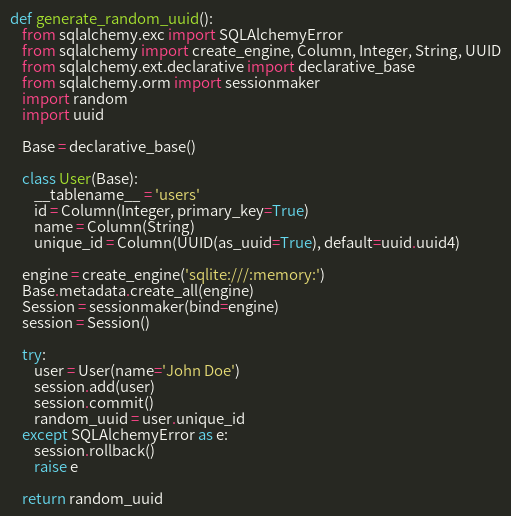 def generate_random_uuid():
    from sqlalchemy.exc import SQLAlchemyError
    from sqlalchemy import create_engine, Column, Integer, String, UUID
    from sqlalchemy.ext.declarative import declarative_base
    from sqlalchemy.orm import sessionmaker
    import random
    import uuid

    Base = declarative_base()

    class User(Base):
        __tablename__ = 'users'
        id = Column(Integer, primary_key=True)
        name = Column(String)
        unique_id = Column(UUID(as_uuid=True), default=uuid.uuid4)

    engine = create_engine('sqlite:///:memory:')
    Base.metadata.create_all(engine)
    Session = sessionmaker(bind=engine)
    session = Session()

    try:
        user = User(name='John Doe')
        session.add(user)
        session.commit()
        random_uuid = user.unique_id
    except SQLAlchemyError as e:
        session.rollback()
        raise e

    return random_uuid